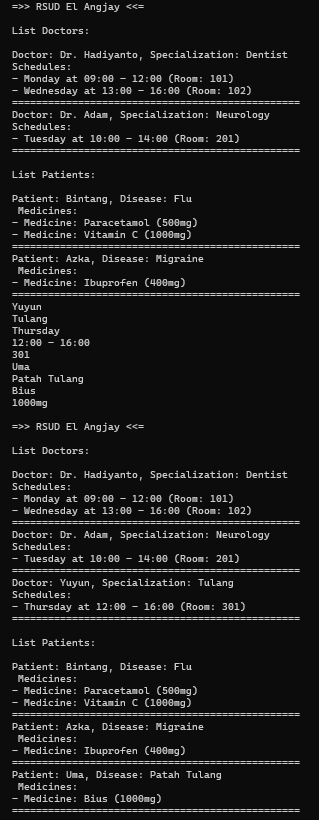 =>> RSUD El Angjay <<=
List Doctors:
Doctor: Dr. Hadiyanto, Specialization: Dentist
Schedules:
- Monday at 09:00 - 12:00 (Room: 101)
- Wednesday at 13:00 - 16:00 (Room: 102)
================================================
Doctor: Dr. Adam, Specialization: Neurology
Schedules:
- Tuesday at 10:00 - 14:00 (Room: 201)
================================================
List Patients:
Patient: Bintang, Disease: Flu
 Medicines:
- Medicine: Paracetamol (500mg)
- Medicine: Vitamin C (1000mg)
================================================
Patient: Azka, Disease: Migraine
 Medicines:
- Medicine: Ibuprofen (400mg)
================================================
Yuyun
Tulang
Thursday
12:00 - 16:00
301
Uma
Patah Tulang
Bius
1000mg
=>> RSUD El Angjay <<=
List Doctors:
Doctor: Dr. Hadiyanto, Specialization: Dentist
Schedules:
- Monday at 09:00 - 12:00 (Room: 101)
- Wednesday at 13:00 - 16:00 (Room: 102)
================================================
Doctor: Dr. Adam, Specialization: Neurology
Schedules:
- Tuesday at 10:00 - 14:00 (Room: 201)
================================================
Doctor: Yuyun, Specialization: Tulang
Schedules:
- Thursday at 12:00 - 16:00 (Room: 301)
================================================
List Patients:
Patient: Bintang, Disease: Flu
 Medicines:
- Medicine: Paracetamol (500mg)
- Medicine: Vitamin C (1000mg)
================================================
Patient: Azka, Disease: Migraine
 Medicines:
- Medicine: Ibuprofen (400mg)
================================================
Patient: Uma, Disease: Patah Tulang
 Medicines:
- Medicine: Bius (1000mg)
================================================